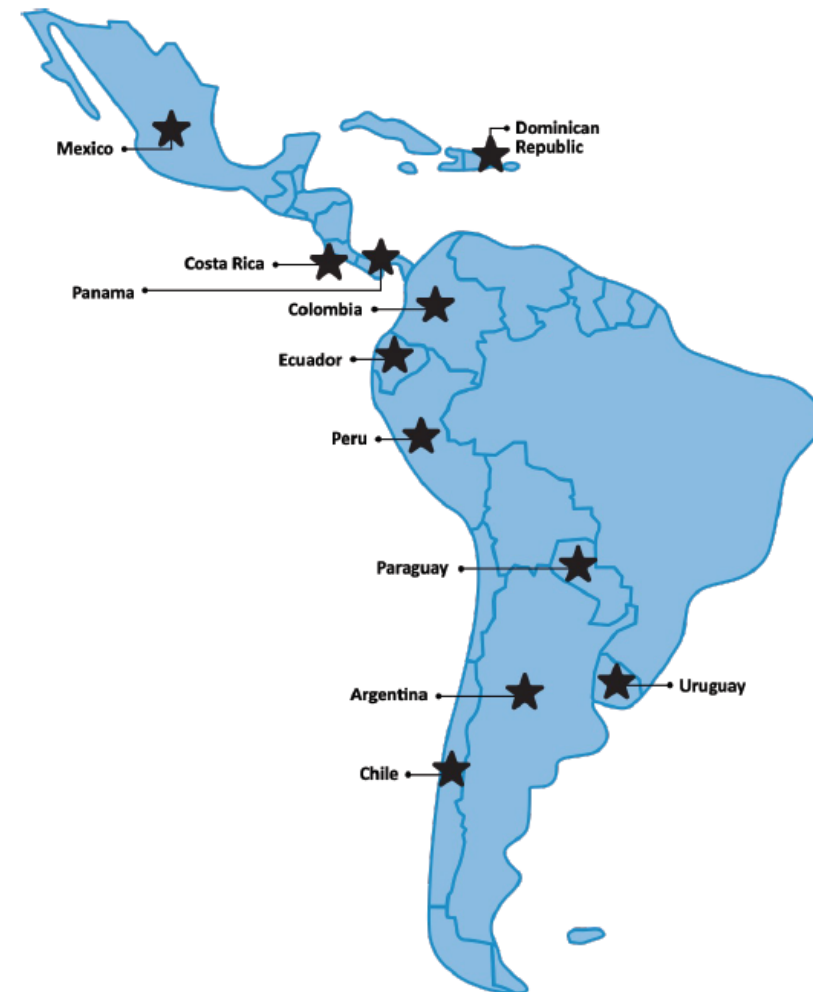 Dominican
Republic
Mexico
Costa Rica
Panama
Colombia
Ecuador
Peru
Paraguay
Uruguay
Argentina
Chile